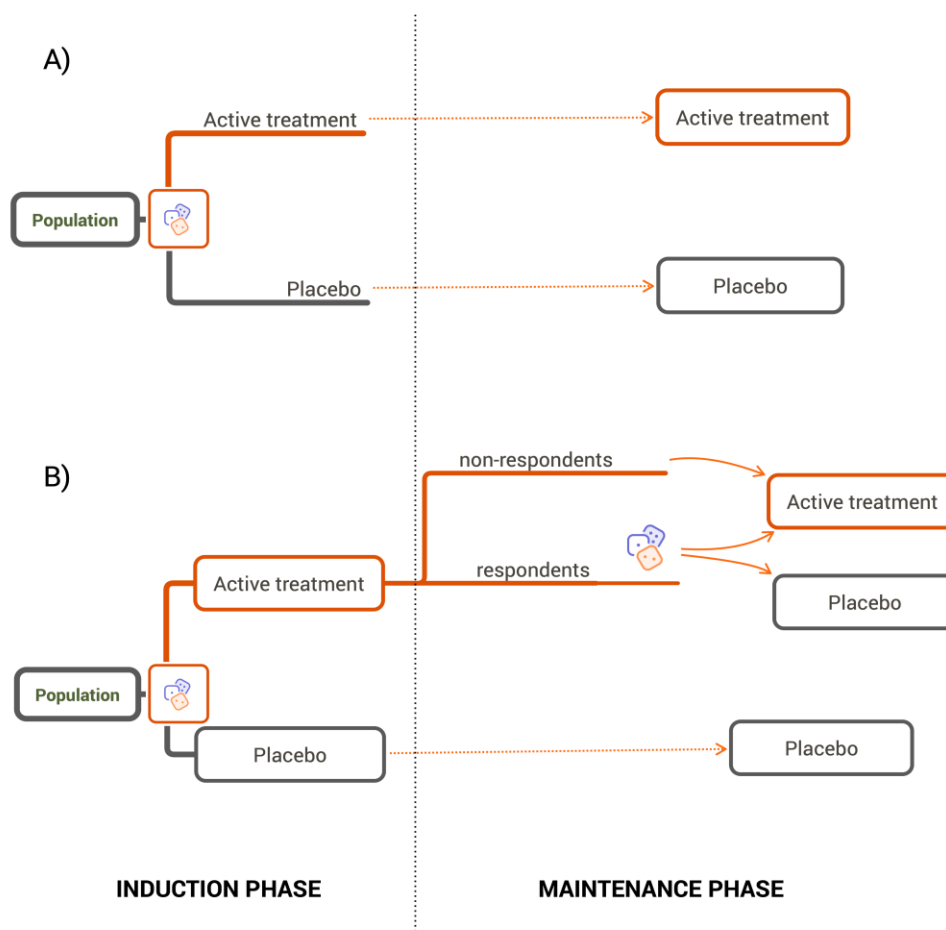 A)
Active treatment
Active treatment
Population
Placebo
Placebo
B)
non-respondents
Active treatment
Active treatment
respondents
Placebo
Population
Placebo
Placebo
INDUCTION PHASE
MAINTENANCE PHASE